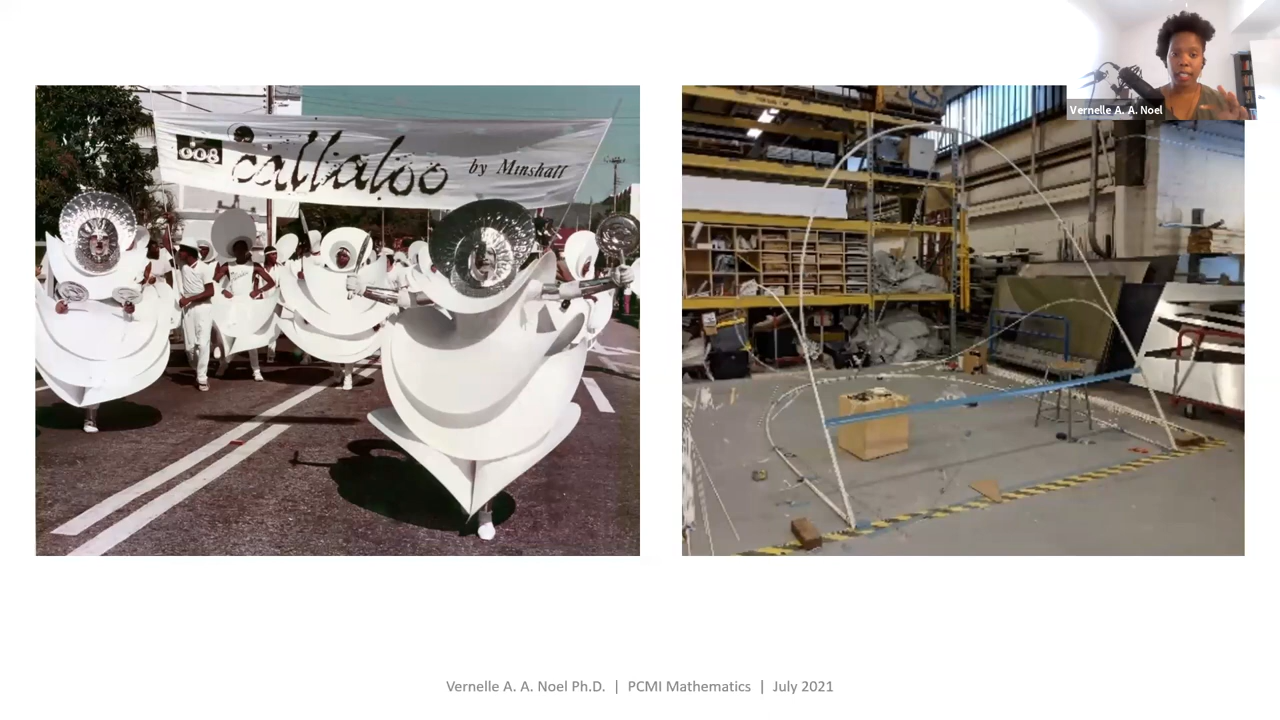 Vernelle A. A. Noel
008 callaloo by Minshall
Vernelle A. A. Noel Ph.D. | PCMI Mathematics | July 2021